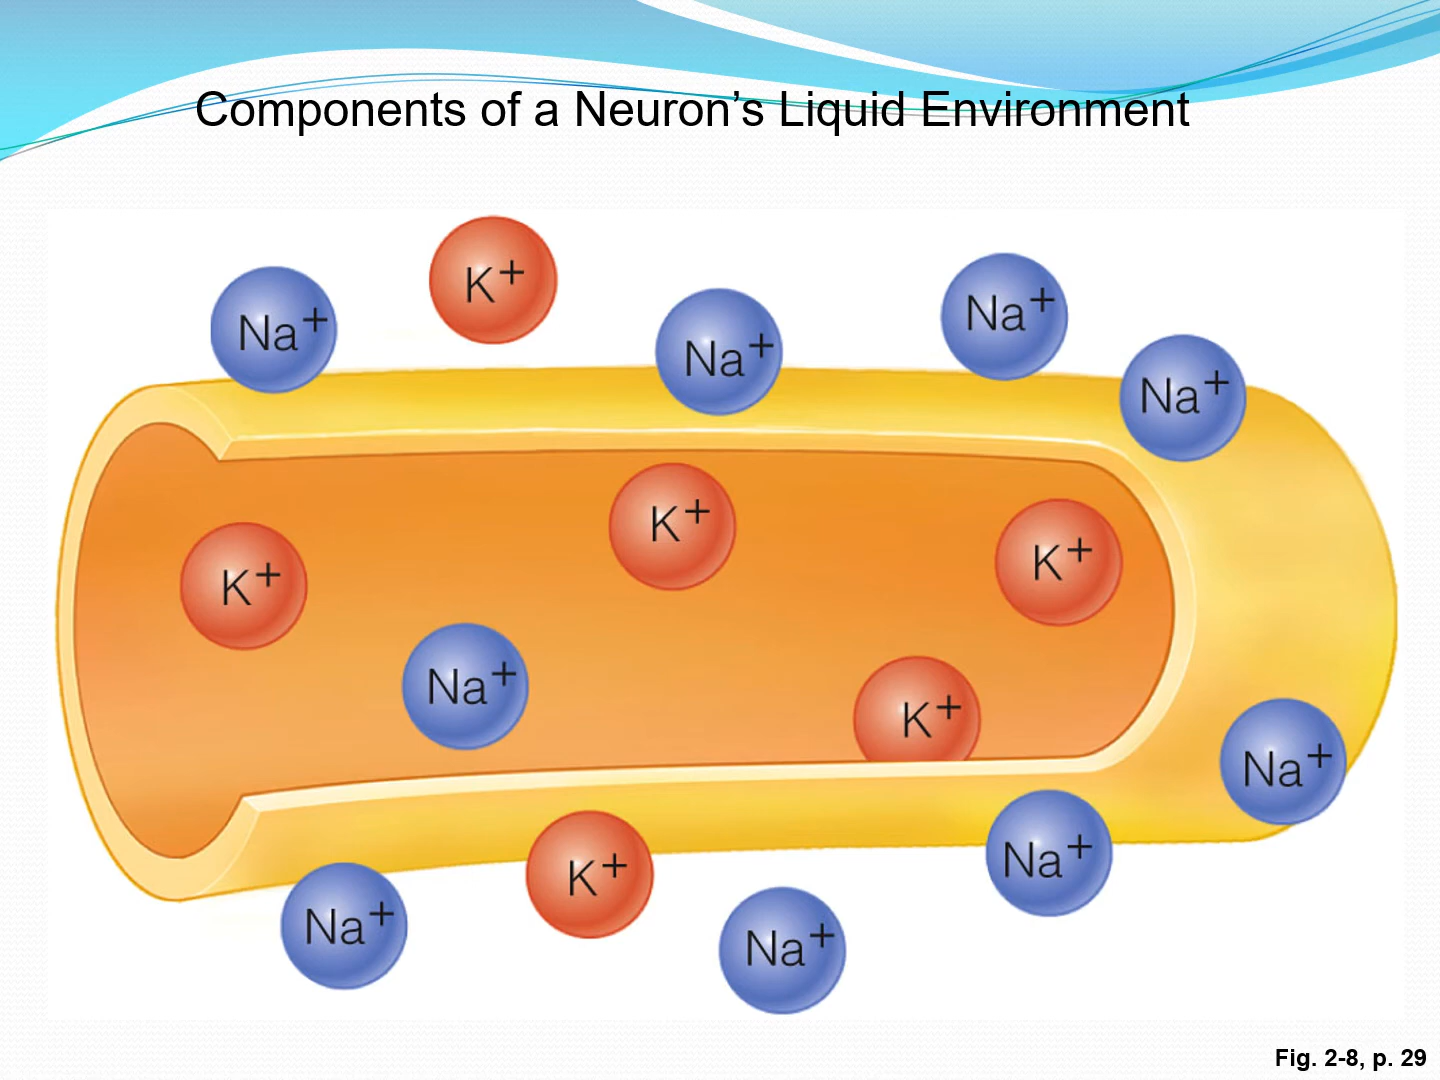 Components of a Neuron’s Liquid Environment
K+
Na+
Na+
Na+
Na+
K+
K+
K+
Na+
K+
Na+
K+
Na+
Na+
Na+
Fig. 2-8, p. 29